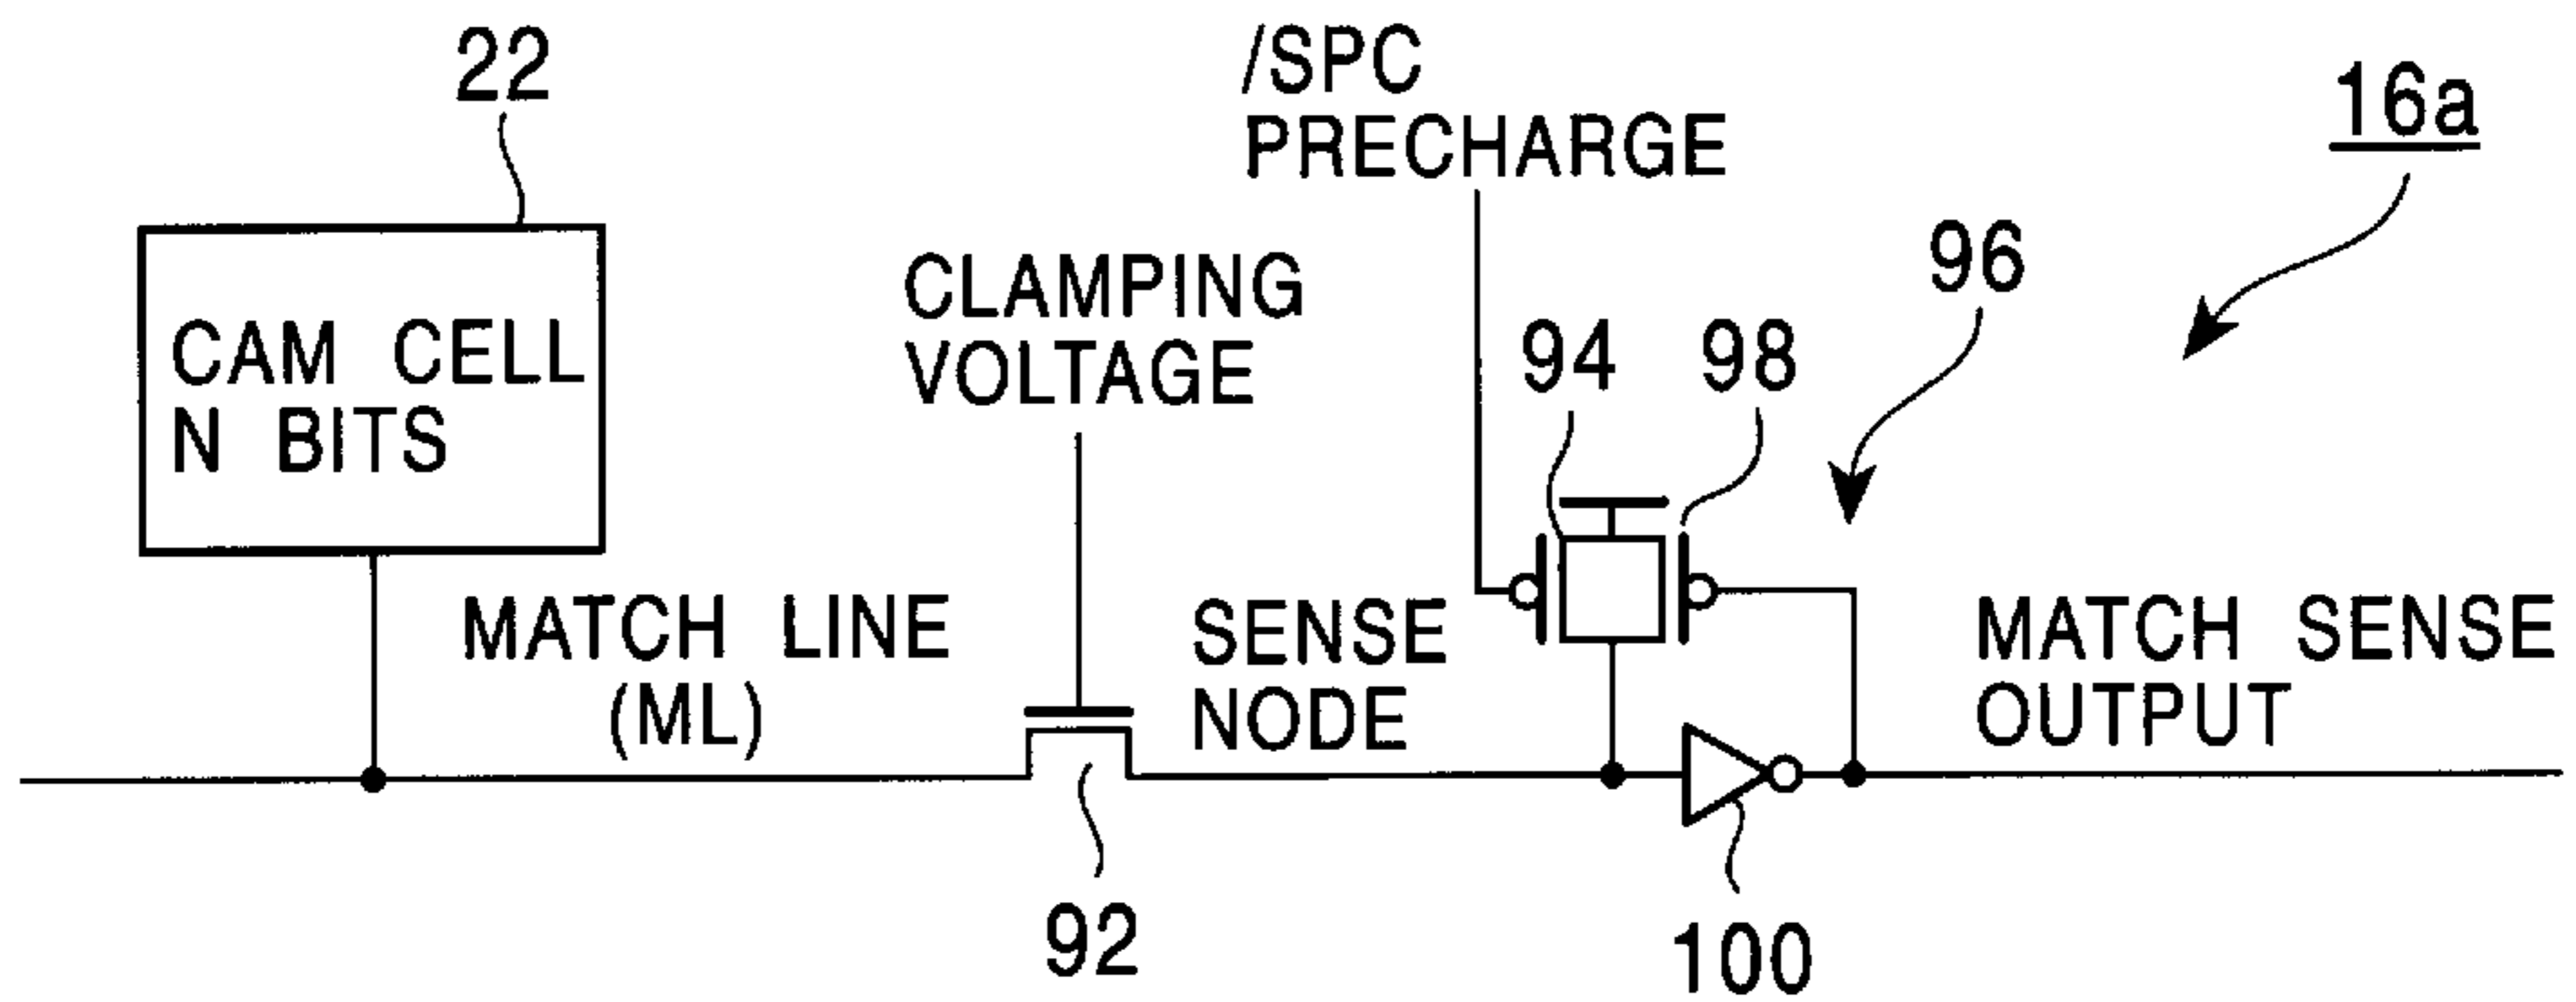 22
/SPC
PRECHARGE
16a
96
CLAMPING
VOLTAGE
94
98
CAM CELL
N BITS
MATCH LINE
(ML)
SENSE
NODE
MATCH SENSE
OUTPUT
92
100